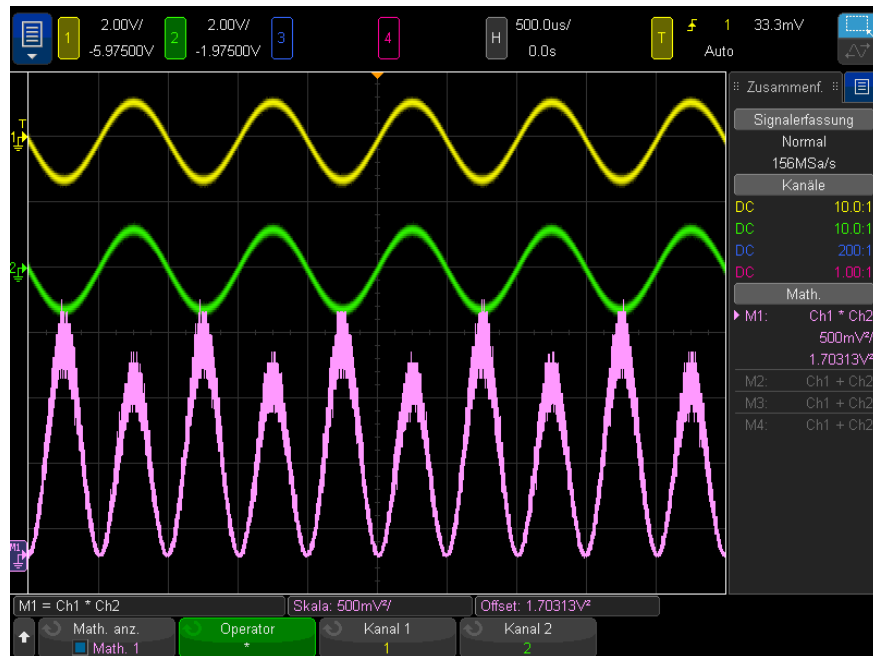 1 2.00V/ -5.97500V
2 2.00V/ -1.97500V
3
4
H 500.0us/ 0.0s
T 1 33.3mV Auto
T
1
2
M1
Zusammenf.
Signalerfassung
Normal
156MSa/s
Kanäle
DC 10.0:1
DC 10.0:1
DC 200:1
DC 1.00:1
Math.
M1: Ch1 * Ch2
500mV²/
1.70313V²
M2: Ch1 + Ch2
M3: Ch1 + Ch2
M4: Ch1 + Ch2
M1 = Ch1 * Ch2
Skala: 500mV²/
Offset: 1.70313V²
Math. anz.
Math. 1
Operator
*
Kanal 1
1
Kanal 2
2